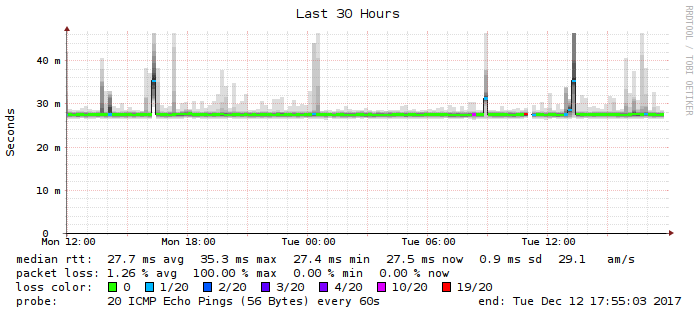 Last 30 Hours
RRDTOOL / TOBI OETIKER
Seconds
40 m
30 m
20 m
10 m
0
Mon 12:00 Mon 18:00 Tue 00:00 Tue 06:00 Tue 12:00
median rtt: 27.7 ms avg 35.3 ms max 27.4 ms min 27.5 ms now 0.9 ms sd 29.1 am/s
packet loss: 1.26 % avg 100.00 % max 0.00 % min 0.00 % now
loss color: 0 1/20 2/20 3/20 4/20 10/20 19/20
probe: 20 ICMP Echo Pings (56 Bytes) every 60s end: Tue Dec 12 17:55:03 2017